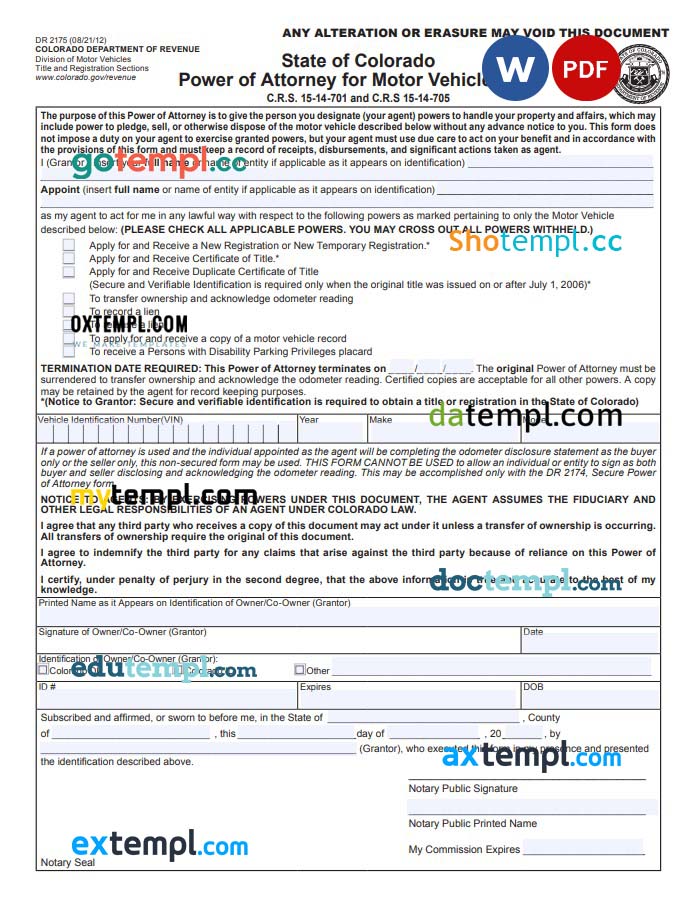 ANY ALTERATION OR ERASURE MAY VOID THIS DOCUMENT
DR 2175 (08/21/12)
COLORADO DEPARTMENT OF REVENUE
Division of Motor Vehicles
Title and Registration Sections
www.colorado.gov/revenue
State of Colorado
Power of Attorney for Motor Vehicle
C.R.S. 15-14-701 and C.R.S 15-14-705
W
PDF
The purpose of this Power of Attorney is to give the person you designate (your agent) powers to handle your property and affairs, which may
include power to pledge, sell, or otherwise dispose of the motor vehicle described below without any advance notice to you. This form does
not impose a duty on your agent to exercise granted powers, but your agent must use due care to act on your benefit and in accordance with
the provisions of this form and must keep a record of receipts, disbursements, and significant actions taken as agent.
I (Grantor) insert your full name or name of entity if applicable as it appears on identification)
gotempl.cc
Appoint (insert full name or name of entity if applicable as it appears on identification)
as my agent to act for me in any lawful way with respect to the following powers as marked pertaining to only the Motor Vehicle
described below: (PLEASE CHECK ALL APPLICABLE POWERS. YOU MAY CROSS OUT ALL POWERS WITHHELD.)
Shotempl.cc
Apply for and Receive a New Registration or New Temporary Registration.*
Apply for and Receive Certificate of Title.*
Apply for and Receive Duplicate Certificate of Title
(Secure and Verifiable Identification is required only when the original title was issued on or after July 1, 2006)*
To transfer ownership and acknowledge odometer reading
To record a lien
To release a lien
OXTEMPL.COM
To apply for and receive a copy of a motor vehicle record
WE MAKE TEMPLATES
To receive a Persons with Disability Parking Privileges placard
TERMINATION DATE REQUIRED: This Power of Attorney terminates on ____/____/____. The original Power of Attorney must be
surrendered to transfer ownership and acknowledge the odometer reading. Certified copies are acceptable for all other powers. A copy
may be retained by the agent for record keeping purposes.
*(Notice to Grantor: Secure and verifiable identification is required to obtain a title or registration in the State of Colorado)
datempl.com
Vehicle Identification Number(VIN) Year Make Model
If a power of attorney is used and the individual appointed as the agent will be completing the odometer disclosure statement as the buyer
only or the seller only, this non-secured form may be used. THIS FORM CANNOT BE USED to allow an individual or entity to sign as both
buyer and seller disclosing and acknowledging the odometer reading. This may be accomplished only with the DR 2174, Secure Power
of Attorney form.
mytempl.com
NOTICE TO AGENTS: BY EXERCISING POWERS UNDER THIS DOCUMENT, THE AGENT ASSUMES THE FIDUCIARY AND
OTHER LEGAL RESPONSIBILITIES OF AN AGENT UNDER COLORADO LAW.
I agree that any third party who receives a copy of this document may act under it unless a transfer of ownership is occurring.
All transfers of ownership require the original of this document.
I agree to indemnify the third party for any claims that arise against the third party because of reliance on this Power of
Attorney.
I certify, under penalty of perjury in the second degree, that the above information is true and accurate to the best of my
knowledge.
doctempl.com
Printed Name as it Appears on Identification of Owner/Co-Owner (Grantor)
Signature of Owner/Co-Owner (Grantor) Date
Identification of Owner/Co-Owner (Grantor):
Colorado Other
edutempl.com
ID # Expires DOB
Subscribed and affirmed, or sworn to before me, in the State of ____, County
of ____, this ____ day of ____, 20 ____, by
____ (Grantor), who executed this form in my presence and presented
the identification described above.
axtempl.com
Notary Public Signature
Notary Public Printed Name
My Commission Expires
extempl.com
Notary Seal